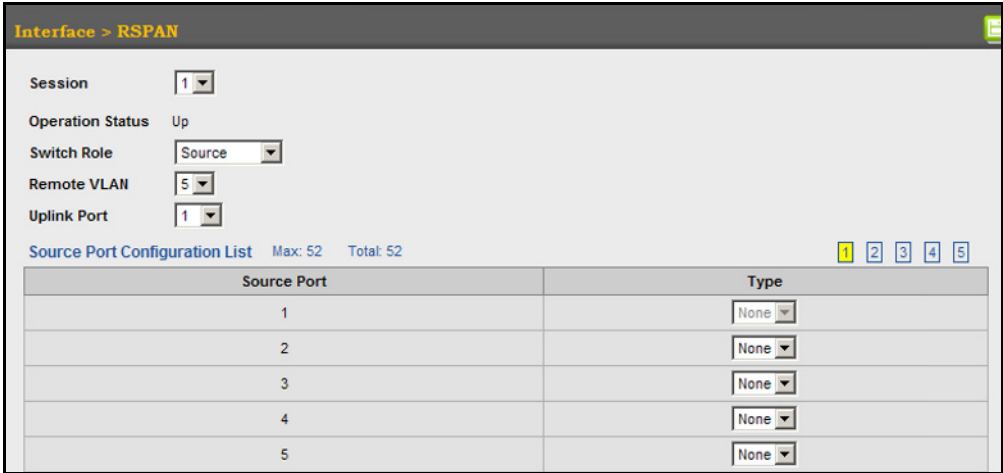 Interface > RSPAN
Session 1
Operation Status Up
Switch Role Source
Remote VLAN 5
Uplink Port 1
Source Port Configuration List Max: 52 Total: 52 1 2 3 4 5
Source Port Type
1 None
2 None
3 None
4 None
5 None